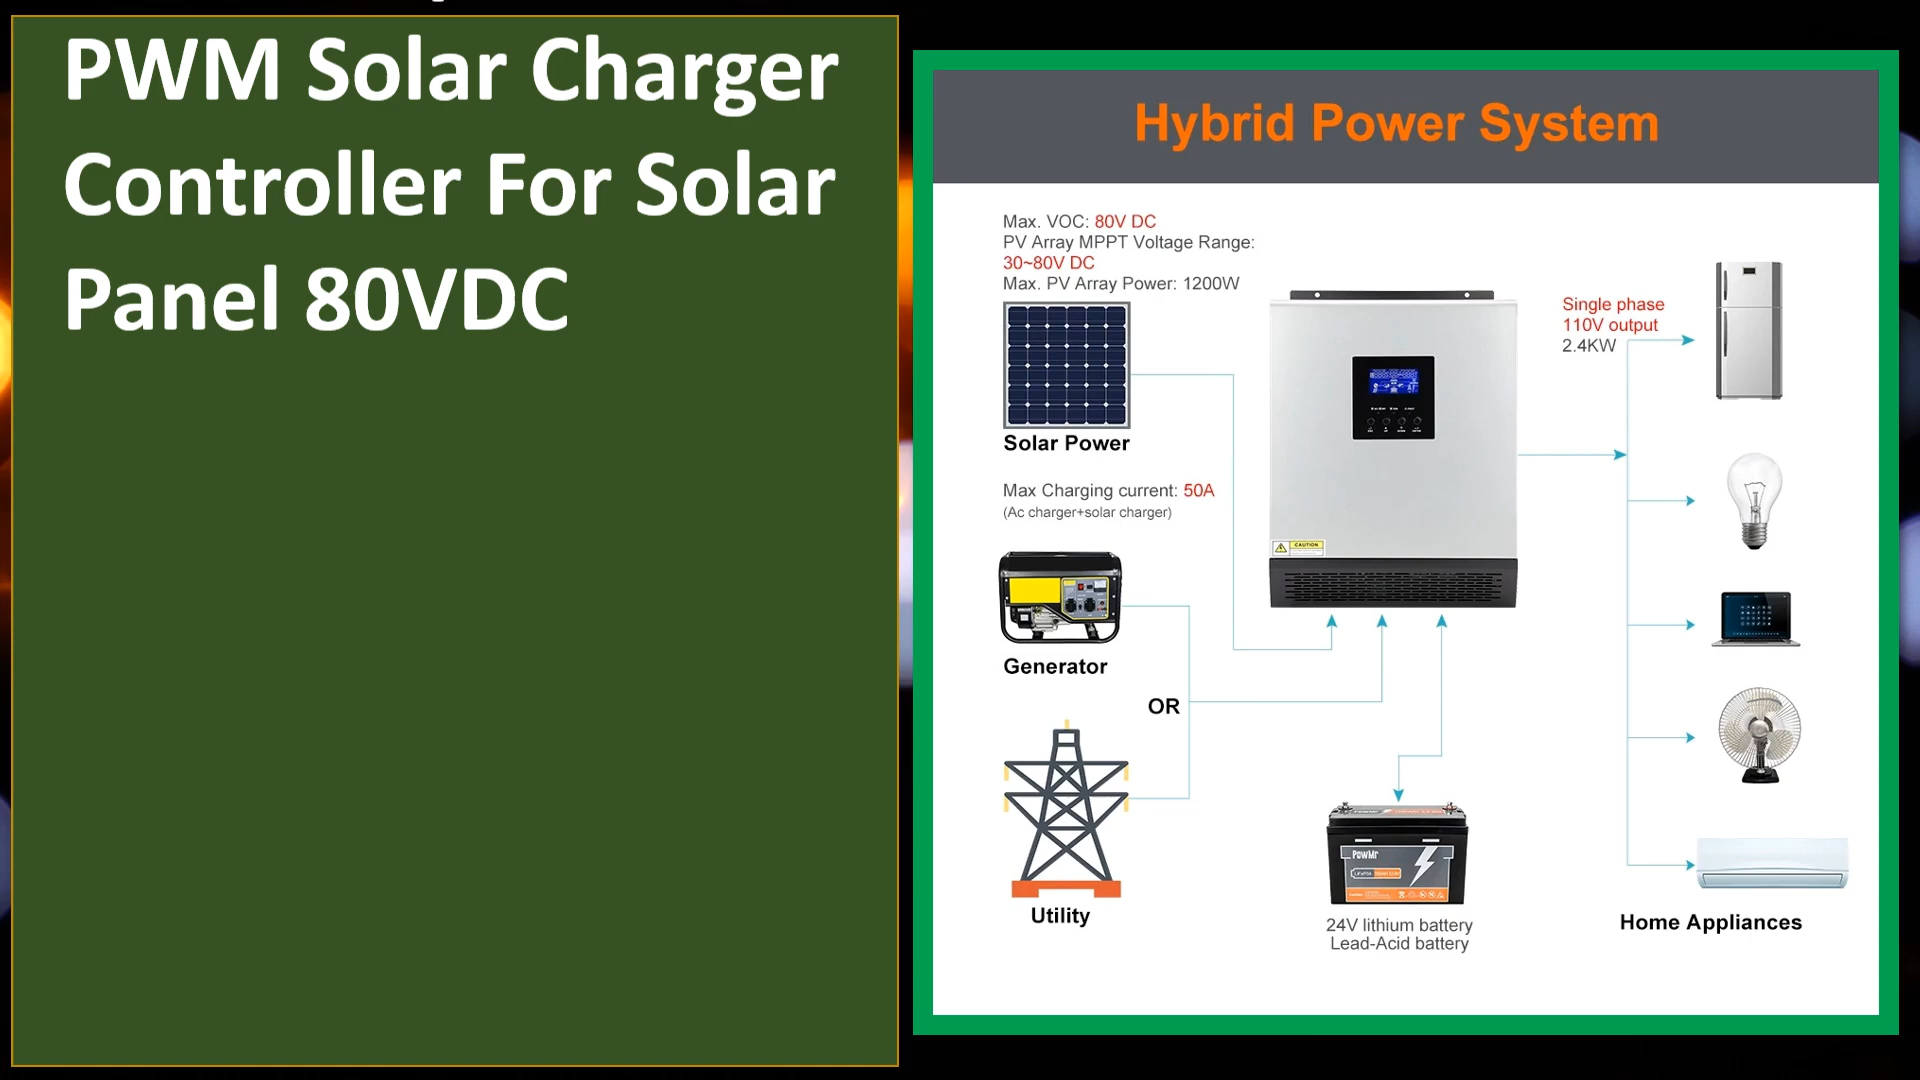 PWM Solar Charger
Controller For Solar
Panel 80VDC
Hybrid Power System
Max. VOC: 80V DC
PV Array MPPT Voltage Range:
30~80V DC
Max. PV Array Power: 1200W
Solar Power
Max Charging current: 50A
(Ac charger+solar charger)
Generator
OR
Utility
CAUTION
PowMr
24V lithium battery
Lead-Acid battery
Single phase
110V output
2.4KW
Home Appliances